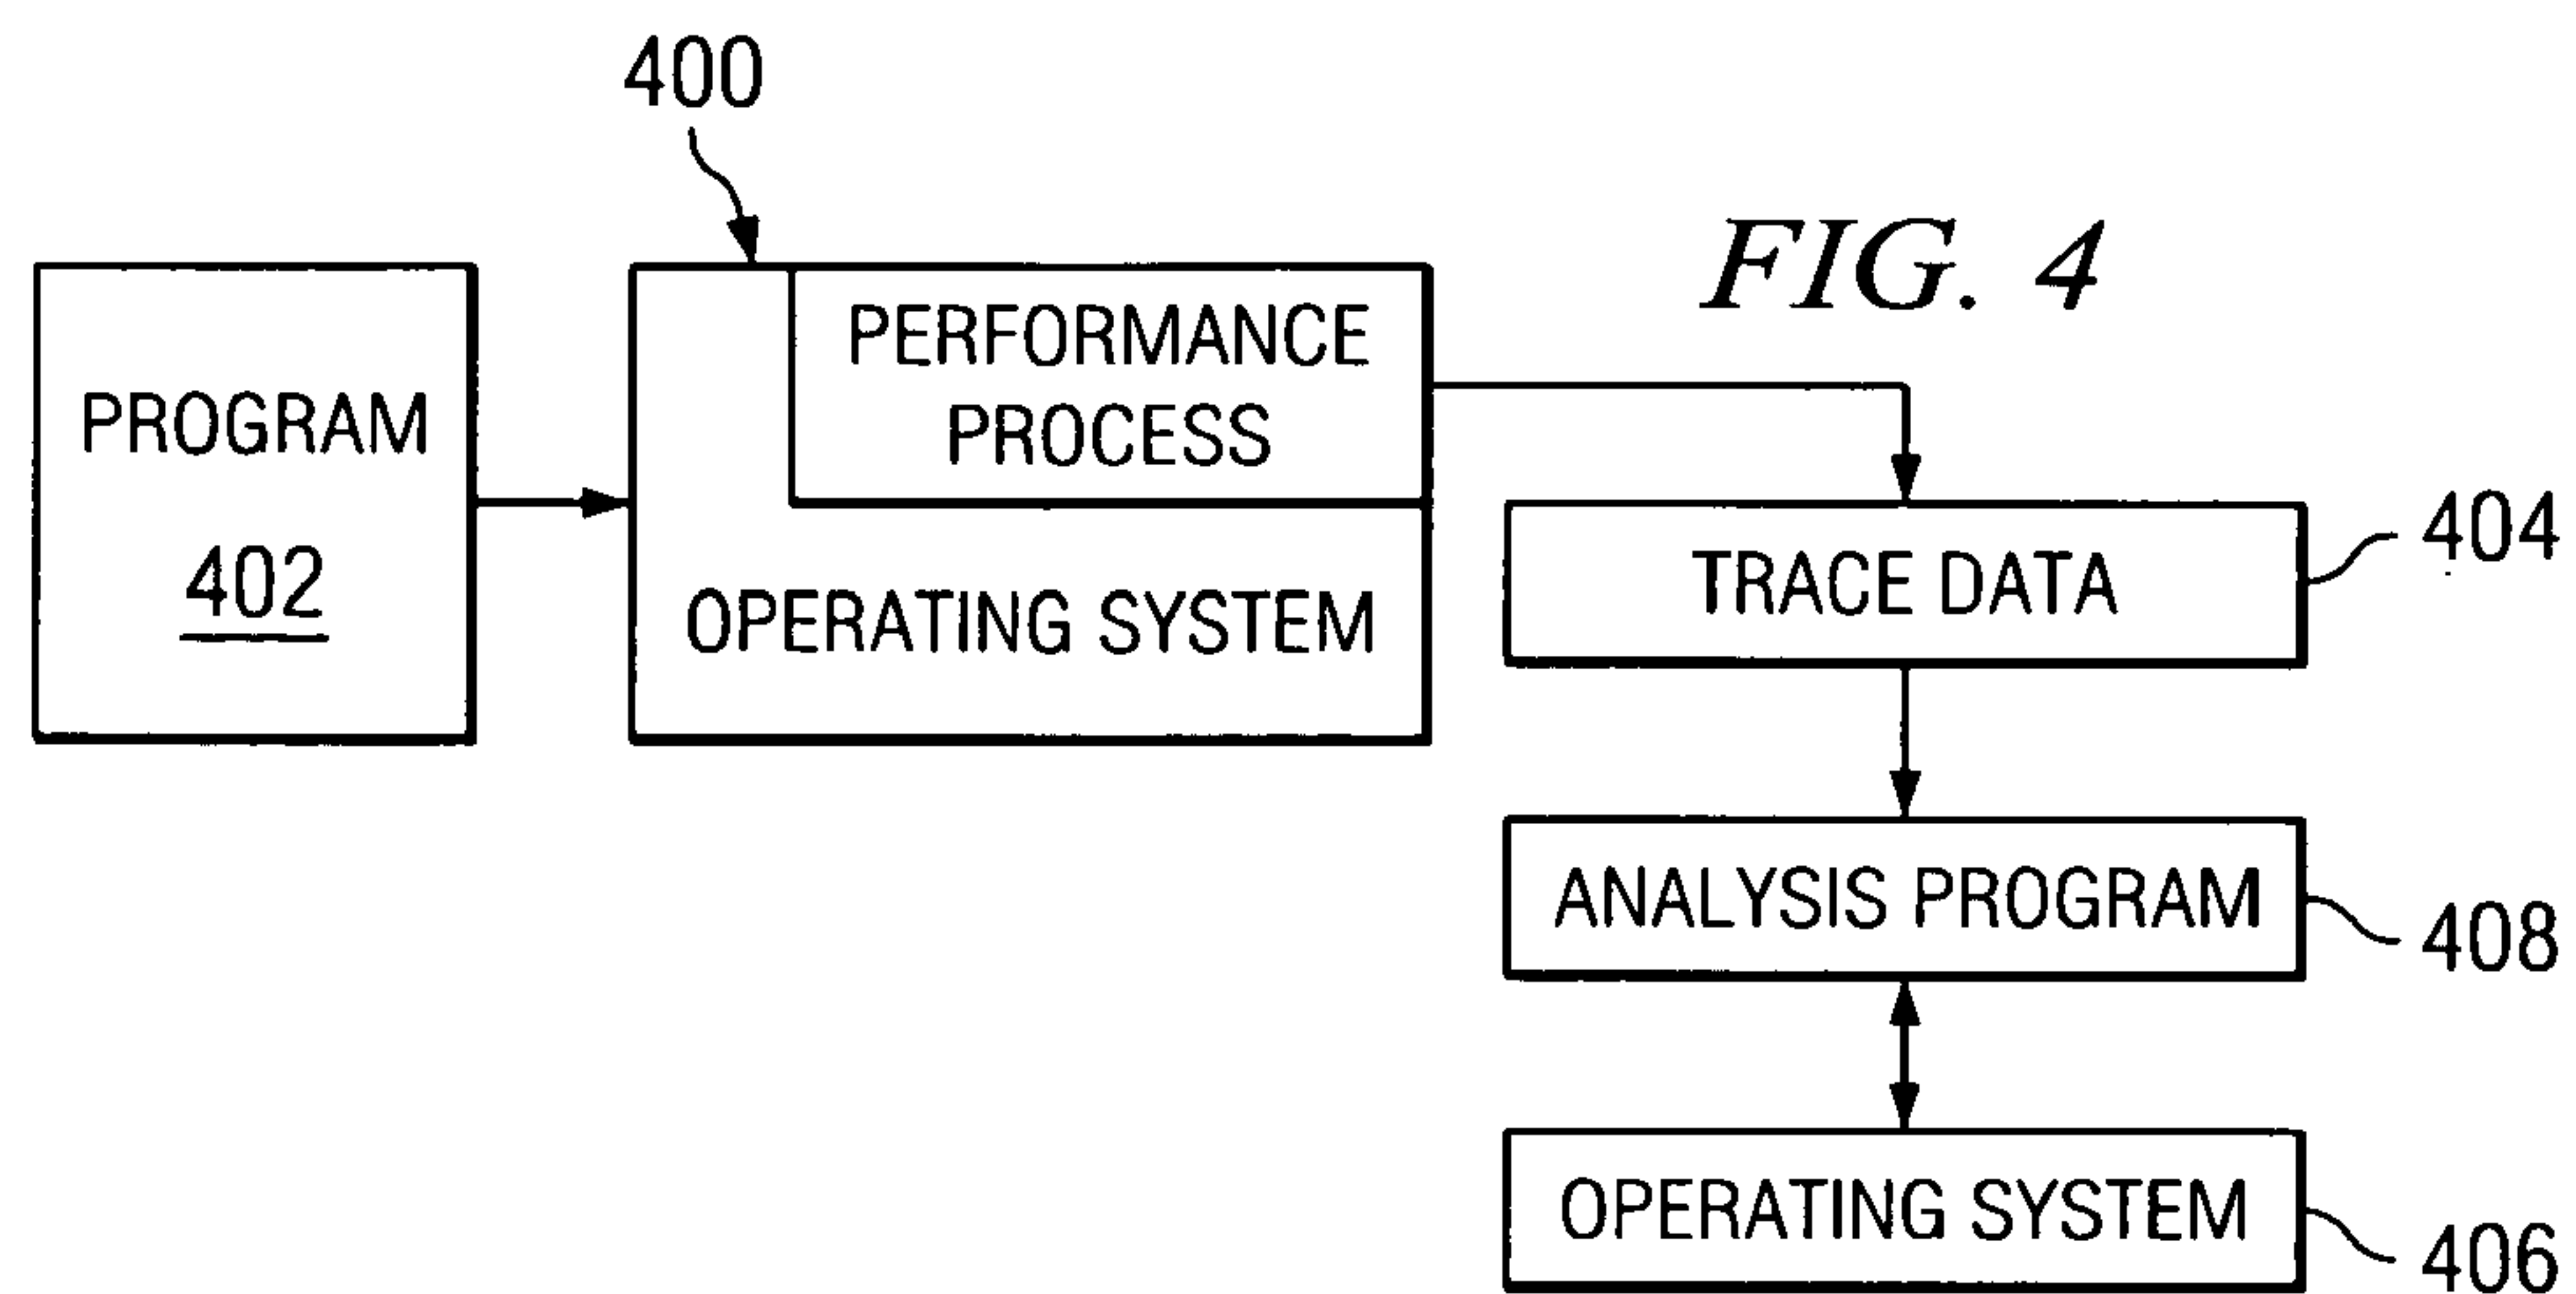 400
FIG. 4
PERFORMANCE
PROCESS
PROGRAM
402
OPERATING SYSTEM
TRACE DATA
404
ANALYSIS PROGRAM
408
OPERATING SYSTEM
406